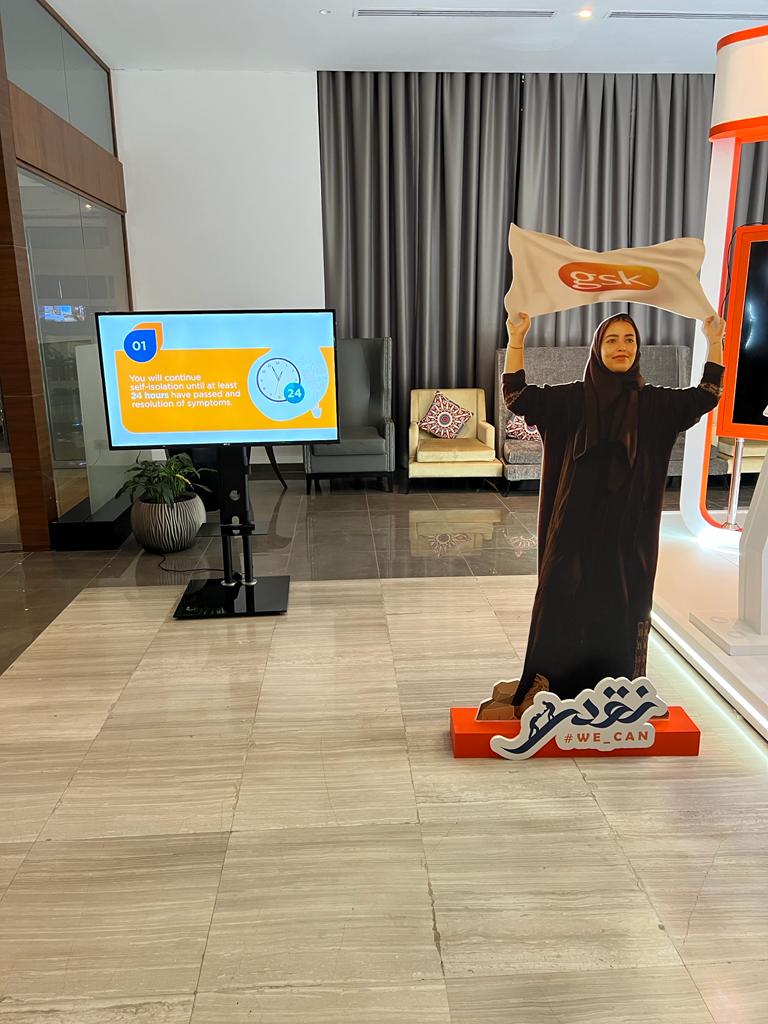 01
You will continue
self-isolation until at least
24 hours have passed and
resolution of symptoms.
24
gsk
نقدر
#WE_CAN